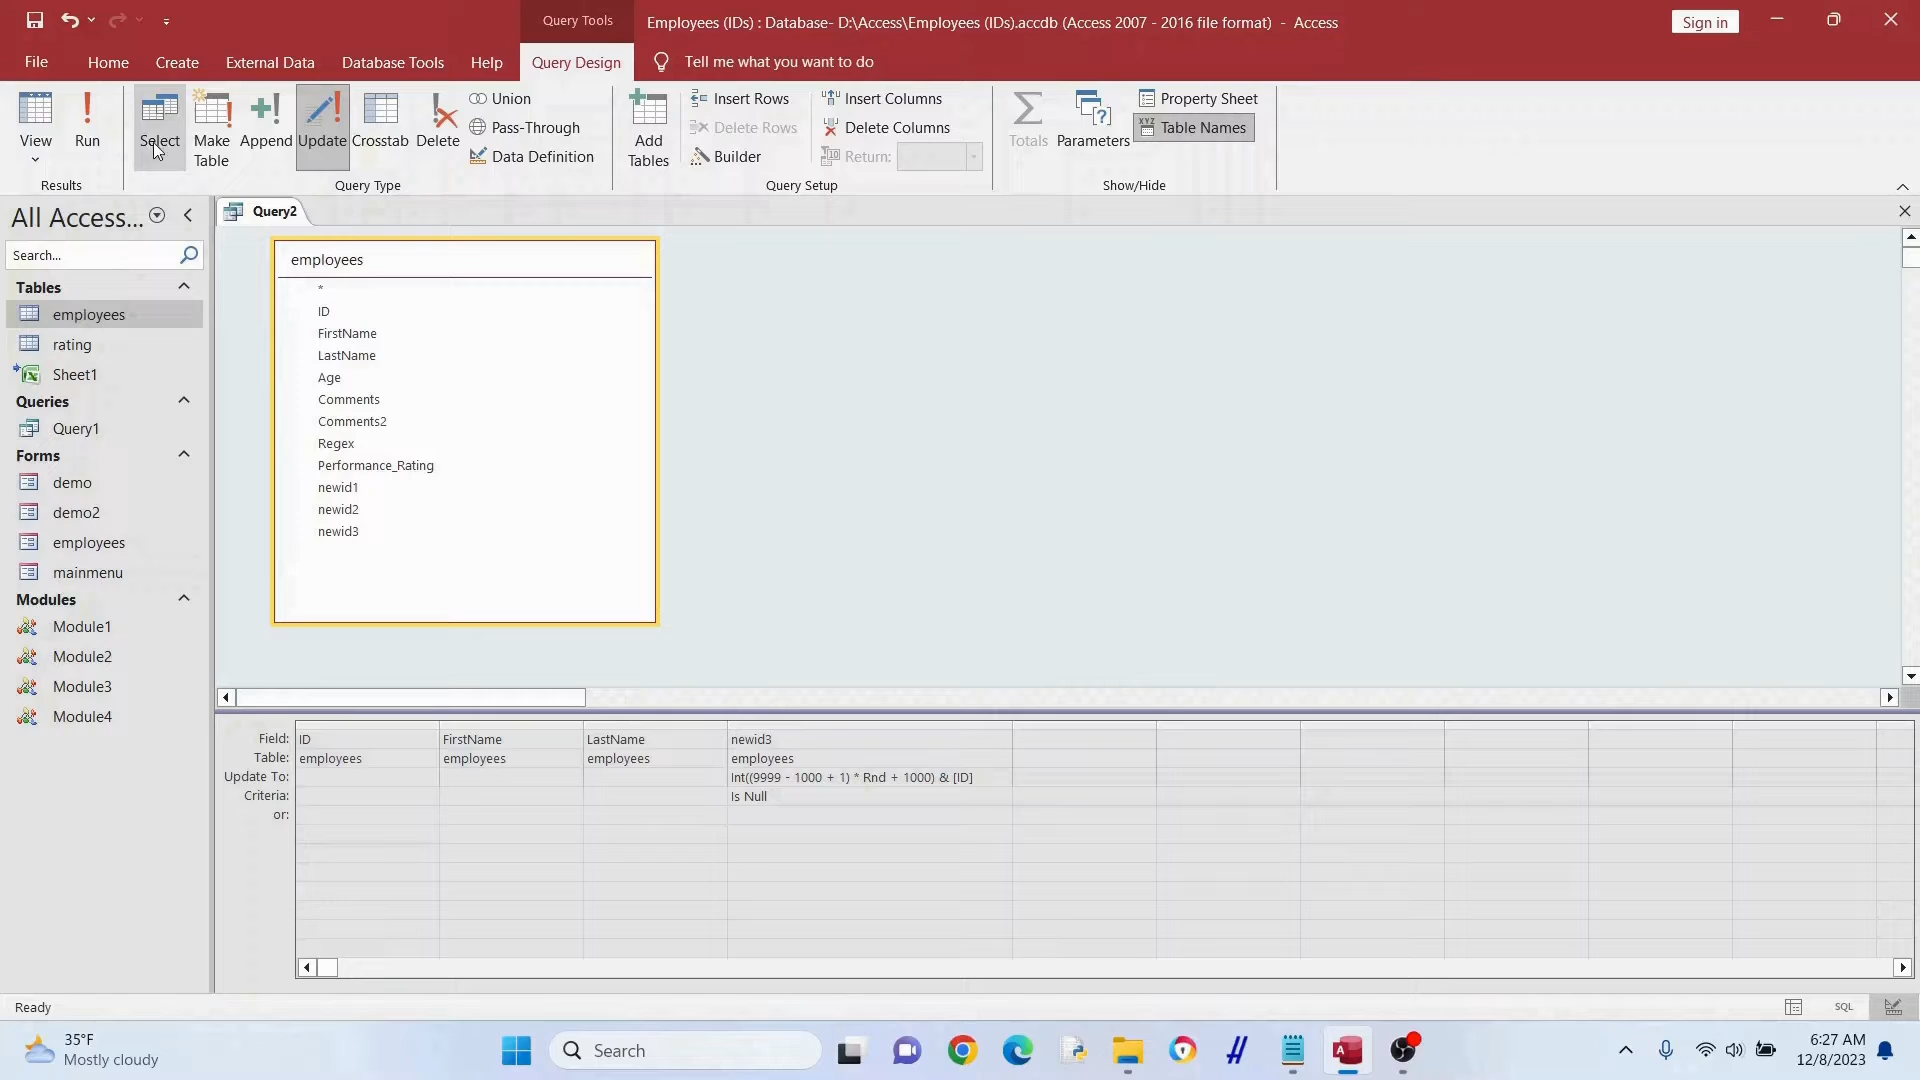 Query Tools
Employees (IDs) : Database- D:\Access\Employees (IDs).accdb (Access 2007 - 2016 file format)  -  Access
Sign in
File
Home
Create
External Data
Database Tools
Help
Query Design
Tell me what you want to do
View
Run
Results
Select
Make Table
Append
Update
Crosstab
Delete
Union
Pass-Through
Data Definition
Query Type
Add Tables
Insert Rows
Delete Rows
Builder
Insert Columns
Delete Columns
Return:
Query Setup
Totals
Parameters
Property Sheet
XYZ Table Names
Show/Hide
All Access...
Search...
Tables
employees
rating
Sheet1
Queries
Query1
Forms
demo
demo2
employees
mainmenu
Modules
Module1
Module2
Module3
Module4
Query2
employees
*
ID
FirstName
LastName
Age
Comments
Comments2
Regex
Performance_Rating
newid1
newid2
newid3
Field: ID FirstName LastName newid3
Table: employees employees employees employees
Update To: Int((9999 - 1000 + 1) * Rnd + 1000) & [ID]
Criteria: Is Null
or:
Ready
SQL
35°F
Mostly cloudy
Search
6:27 AM
12/8/2023